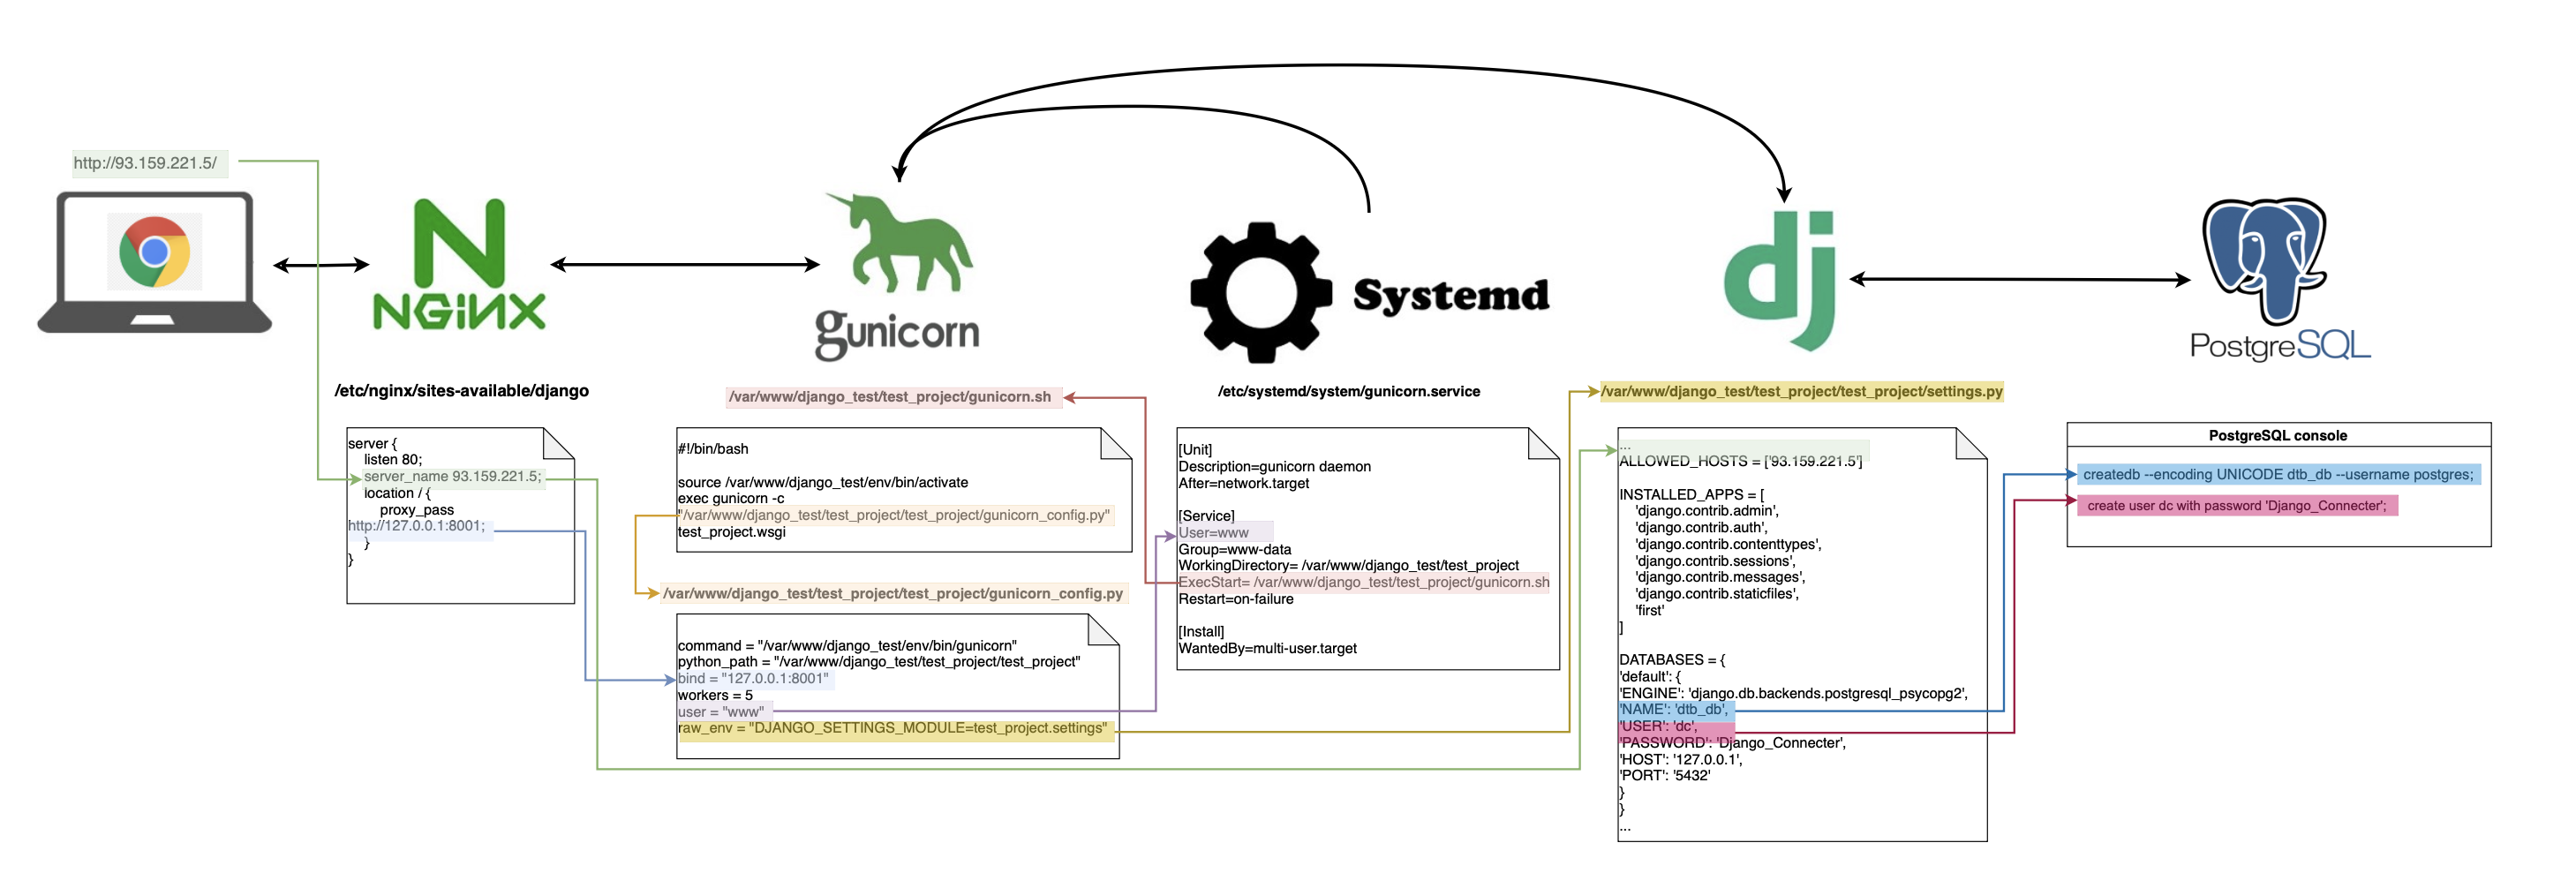 http://93.159.221.5/
NGiNX
gunicorn
Systemd
dj
PostgreSQL
/etc/nginx/sites-available/django
server {
listen 80;
server_name 93.159.221.5;
location / {
proxy_pass
http://127.0.0.1:8001;
}
}
/var/www/django_test/test_project/gunicorn.sh
#!/bin/bash
source /var/www/django_test/env/bin/activate
exec gunicorn -c
"/var/www/django_test/test_project/test_project/gunicorn_config.py"
test_project.wsgi
/var/www/django_test/test_project/test_project/gunicorn_config.py
command = "/var/www/django_test/env/bin/gunicorn"
python_path = "/var/www/django_test/test_project/test_project"
bind = "127.0.0.1:8001"
workers = 5
user = "www"
raw_env = "DJANGO_SETTINGS_MODULE=test_project.settings"
/etc/systemd/system/gunicorn.service
[Unit]
Description=gunicorn daemon
After=network.target
[Service]
User=www
Group=www-data
WorkingDirectory= /var/www/django_test/test_project
ExecStart= /var/www/django_test/test_project/gunicorn.sh
Restart=on-failure
[Install]
WantedBy=multi-user.target
/var/www/django_test/test_project/test_project/settings.py
...
ALLOWED_HOSTS = ['93.159.221.5']
INSTALLED_APPS = [
'django.contrib.admin',
'django.contrib.auth',
'django.contrib.contenttypes',
'django.contrib.sessions',
'django.contrib.messages',
'django.contrib.staticfiles',
'first'
]
DATABASES = {
'default': {
'ENGINE': 'django.db.backends.postgresql_psycopg2',
'NAME': 'dtb_db',
'USER': 'dc',
'PASSWORD': 'Django_Connecter',
'HOST': '127.0.0.1',
'PORT': '5432'
}
}
...
PostgreSQL console
createdb --encoding UNICODE dtb_db --username postgres;
create user dc with password 'Django_Connecter';